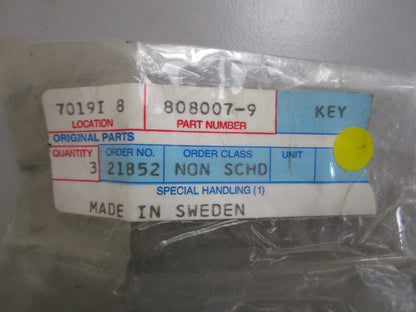 7019I 8 808007-9 KEY
LOCATION PART NUMBER
ORIGINAL PARTS
QUANTITY ORDER NO. ORDER CLASS UNIT
3 21852 NON SCHD
SPECIAL HANDLING (1)
MADE IN SWEDEN